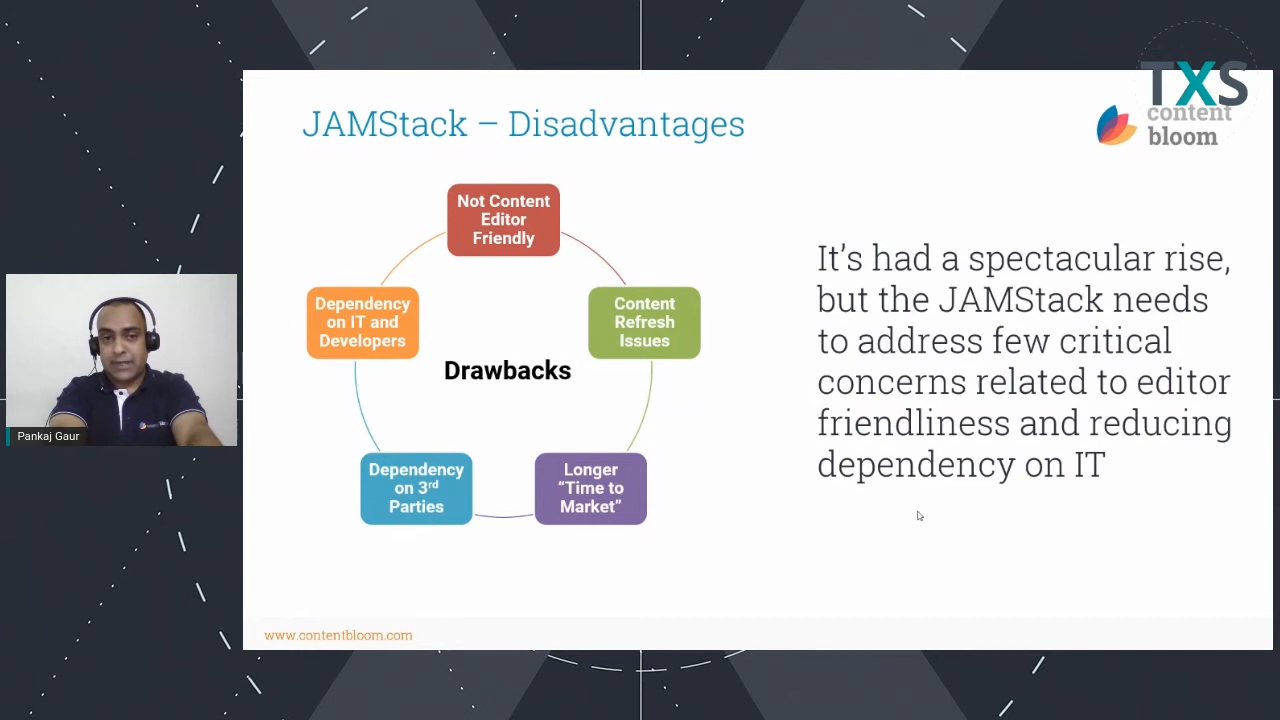 TXS
content
bloom
JAMStack – Disadvantages
Not Content
Editor
Friendly
Content
Refresh
Issues
Longer
“Time to
Market”
Dependency
on 3rd
Parties
Dependency
on IT and
Developers
Drawbacks
It’s had a spectacular rise,
but the JAMStack needs
to address few critical
concerns related to editor
friendliness and reducing
dependency on IT
Pankaj Gaur
www.contentbloom.com